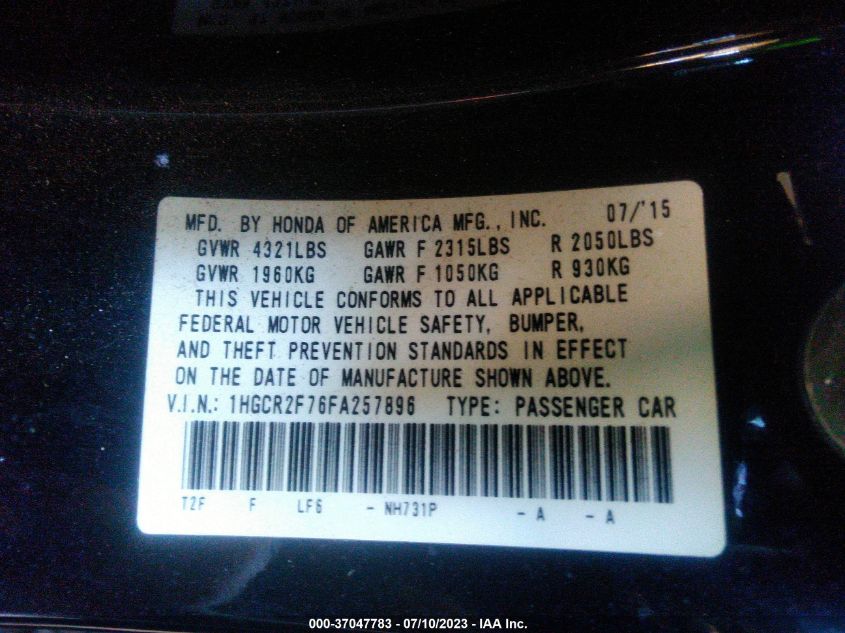 MFD. BY HONDA OF AMERICA MFG., INC. 07/'15
GVWR 4321LBS GAWR F 2315LBS R 2050LBS
GVWR 1960KG GAWR F 1050KG R 930KG
THIS VEHICLE CONFORMS TO ALL APPLICABLE
FEDERAL MOTOR VEHICLE SAFETY, BUMPER,
AND THEFT PREVENTION STANDARDS IN EFFECT
ON THE DATE OF MANUFACTURE SHOWN ABOVE.
V.I.N.: 1HGCR2F76FA257896 TYPE: PASSENGER CAR
T2F F LF6 - NH731P - A - A
000-37047783 - 07/10/2023 - IAA Inc.